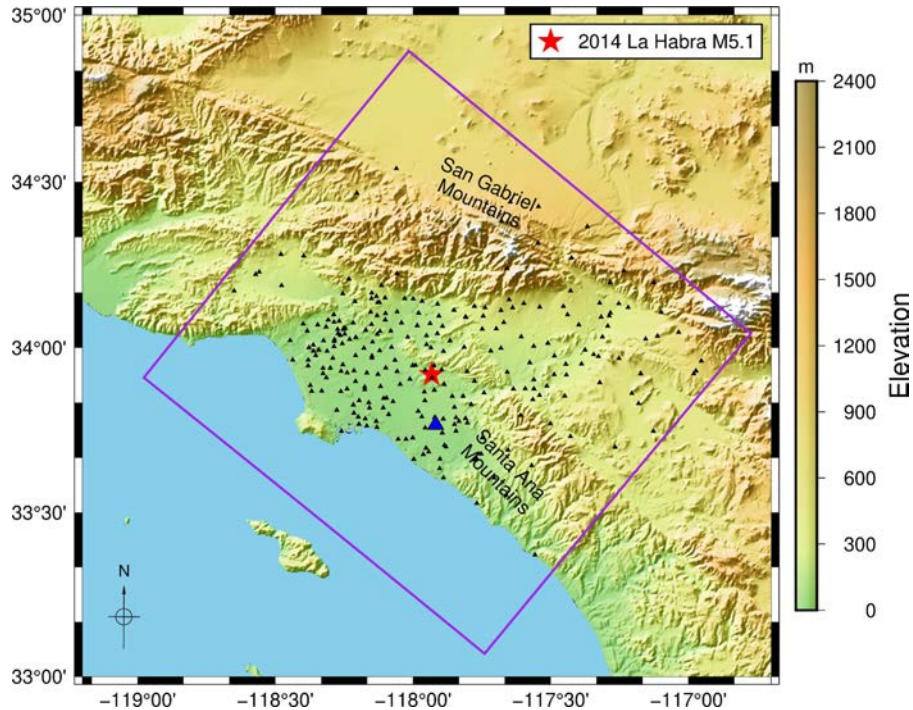 35°00'
34°30'
34°00'
33°30'
33°00'
−119°00'
−118°30'
−118°00'
−117°30'
−117°00'
2014 La Habra M5.1
San Gabriel
Mountains
Santa Ana
Mountains
N
m
2400
2100
1800
1500
1200
900
600
300
0
Elevation